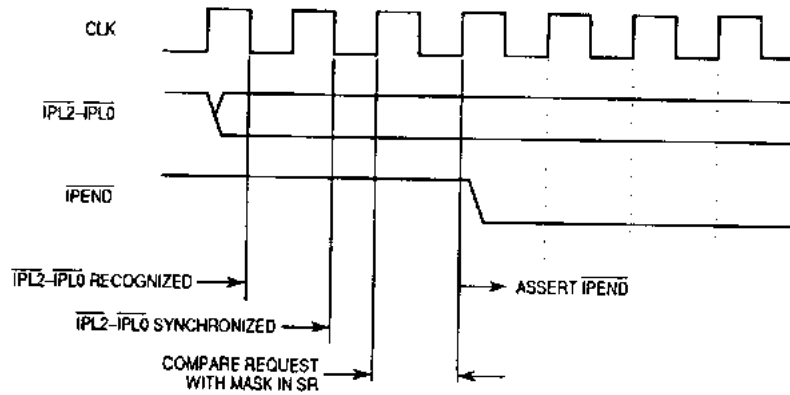 CLK
IPL2–IPL0
IPEND
IPL2–IPL0 RECOGNIZED
ASSERT IPEND
IPL2–IPL0 SYNCHRONIZED
COMPARE REQUEST
WITH MASK IN SR